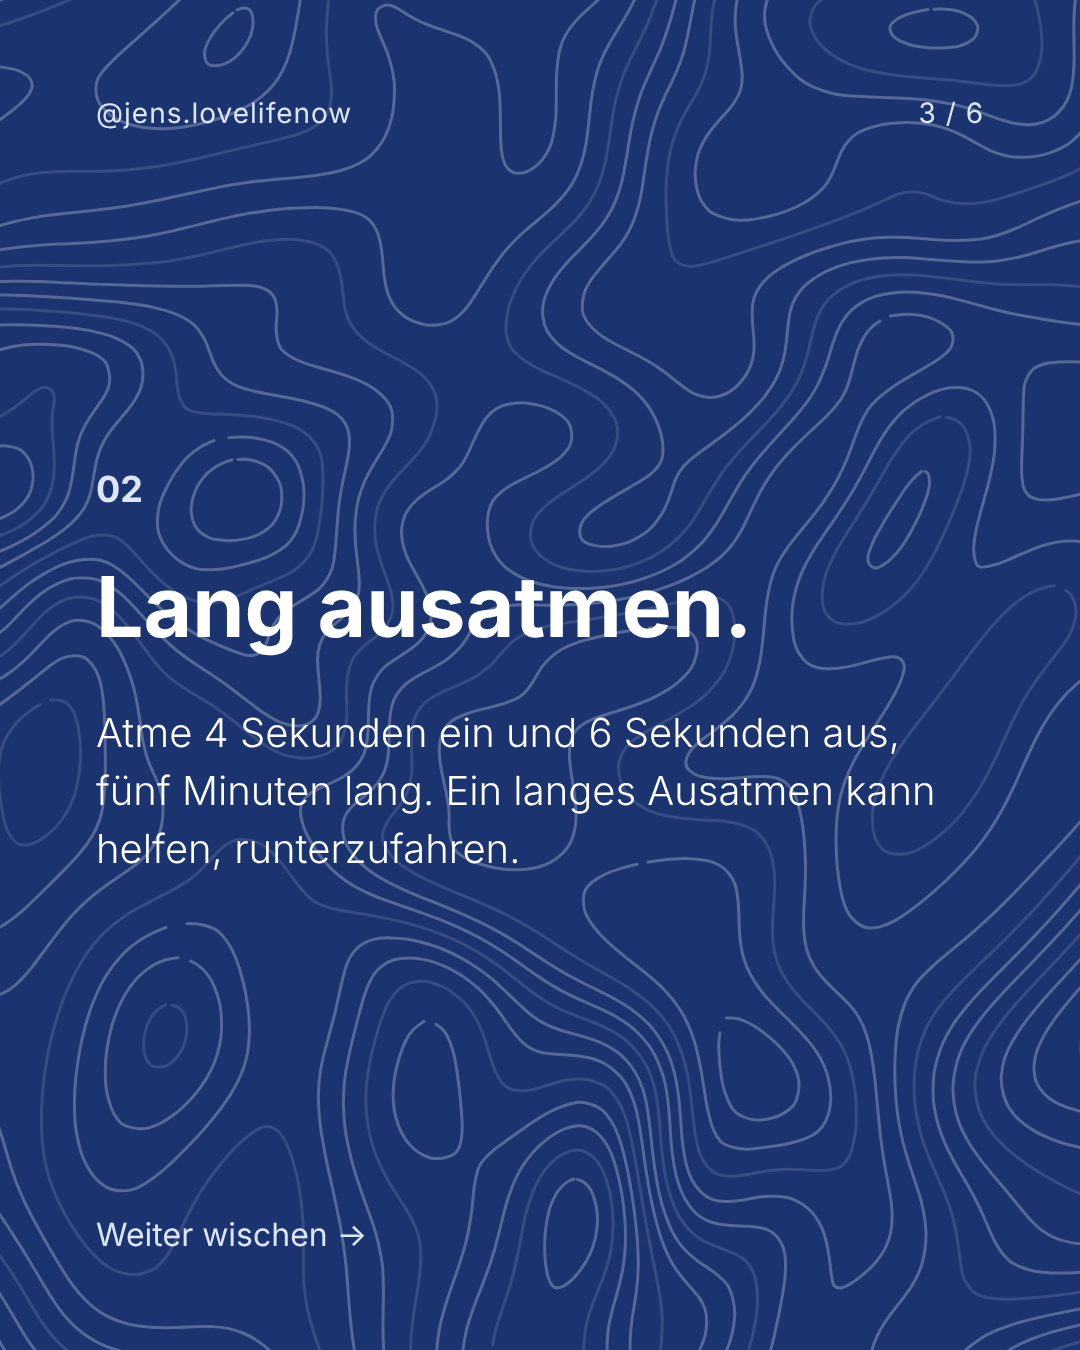 @jens.lovelifenow
3 / 6
02
Lang ausatmen.
Atme 4 Sekunden ein und 6 Sekunden aus,
fünf Minuten lang. Ein langes Ausatmen kann
helfen, runterzufahren.
Weiter wischen →